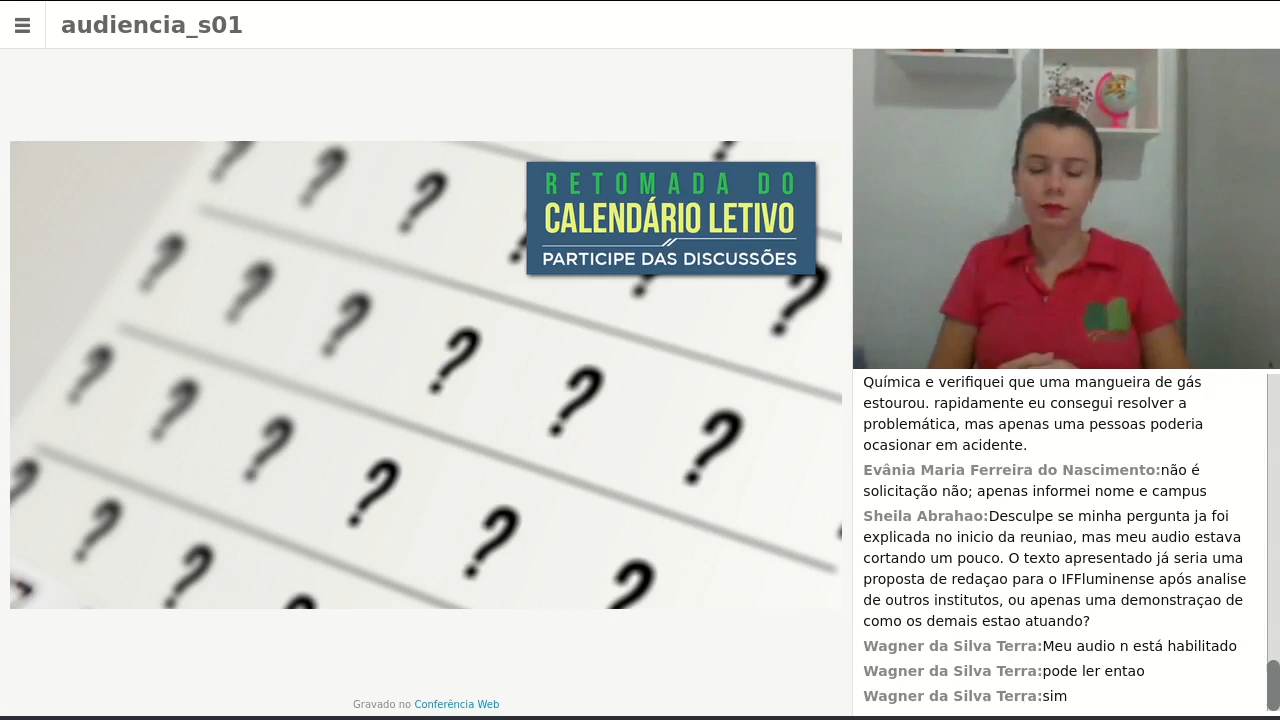 audiencia_s01
RETOMADA DO
CALENDÁRIO LETIVO
PARTICIPE DAS DISCUSSÕES
? ? ? ?
? ? ? ? ? ?
? ? ? ? ? ?
? ? ? ?
Química e verifiquei que uma mangueira de gás
estourou. rapidamente eu consegui resolver a
problemática, mas apenas uma pessoas poderia
ocasionar em acidente.
Evânia Maria Ferreira do Nascimento:não é
solicitação não; apenas informei nome e campus
Sheila Abrahao:Desculpe se minha pergunta ja foi
explicada no inicio da reuniao, mas meu audio estava
cortando um pouco. O texto apresentado já seria uma
proposta de redaçao para o IFFluminense após analise
de outros institutos, ou apenas uma demonstraçao de
como os demais estao atuando?
Wagner da Silva Terra:Meu audio n está habilitado
Wagner da Silva Terra:pode ler entao
Wagner da Silva Terra:sim
Gravado no Conferência Web